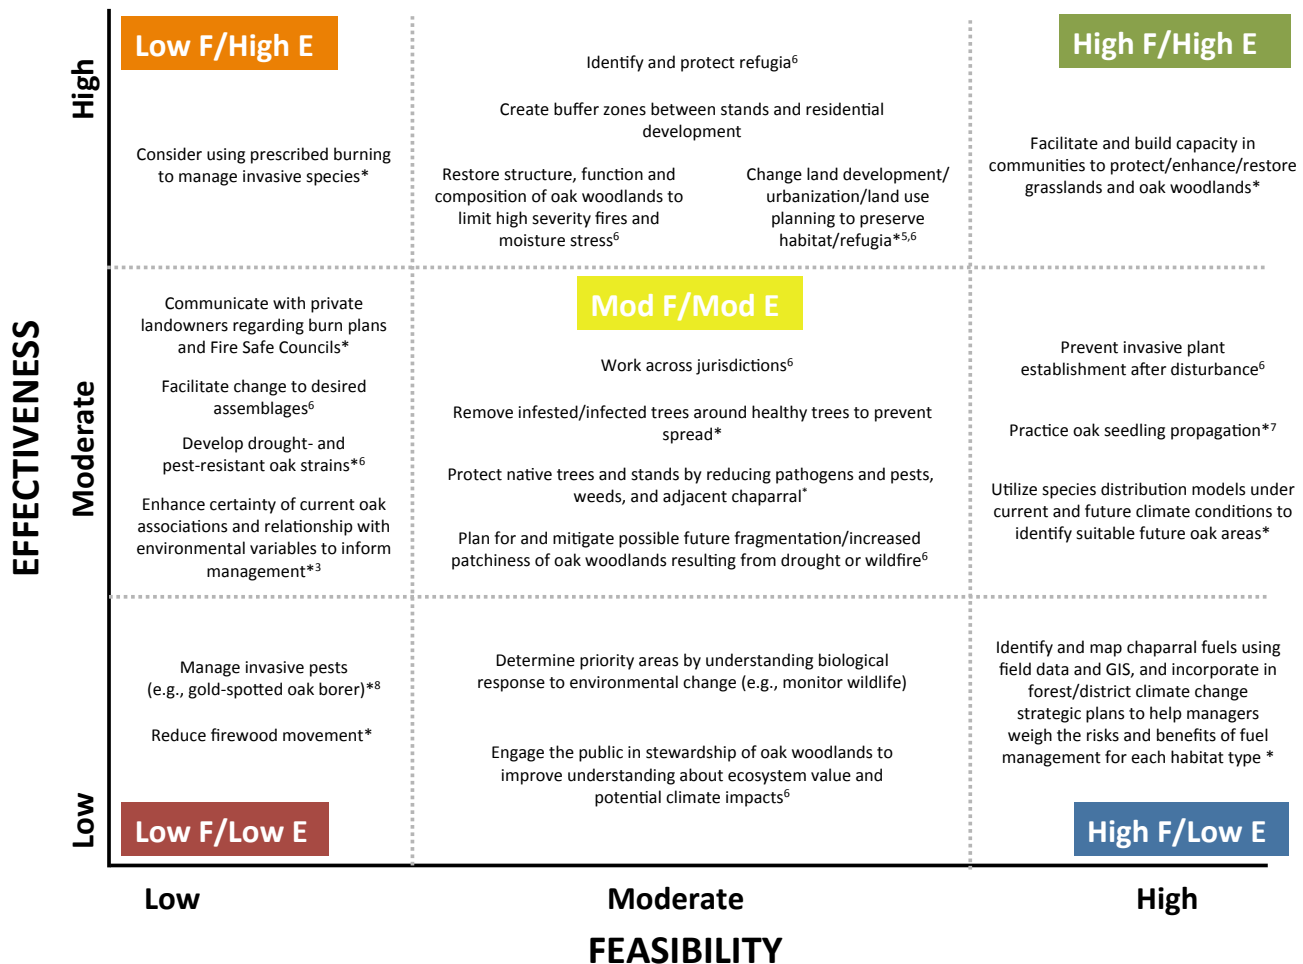 Low F/High E
High F/High E
High
Identify and protect refugia⁶
Create buffer zones between stands and residential
development
Consider using prescribed burning
to manage invasive species*
Restore structure, function and
composition of oak woodlands to
limit high severity fires and
moisture stress⁶
Change land development/
urbanization/land use
planning to preserve
habitat/refugia*⁵,⁶
Facilitate and build capacity in
communities to protect/enhance/restore
grasslands and oak woodlands*
EFFECTIVENESS
Moderate
Communicate with private
landowners regarding burn plans
and Fire Safe Councils*
Facilitate change to desired
assemblages⁶
Develop drought- and
pest-resistant oak strains*⁶
Enhance certainty of current oak
associations and relationship with
environmental variables to inform
management*³
Mod F/Mod E
Work across jurisdictions⁶
Remove infested/infected trees around healthy trees to prevent
spread*
Protect native trees and stands by reducing pathogens and pests,
weeds, and adjacent chaparral*
Plan for and mitigate possible future fragmentation/increased
patchiness of oak woodlands resulting from drought or wildfire⁶
Prevent invasive plant
establishment after disturbance⁶
Practice oak seedling propagation*⁷
Utilize species distribution models under
current and future climate conditions to
identify suitable future oak areas*
Low
Manage invasive pests
(e.g., gold-spotted oak borer)*⁸
Reduce firewood movement*
Low F/Low E
Determine priority areas by understanding biological
response to environmental change (e.g., monitor wildlife)
Engage the public in stewardship of oak woodlands to
improve understanding about ecosystem value and
potential climate impacts⁶
Identify and map chaparral fuels using
field data and GIS, and incorporate in
forest/district climate change
strategic plans to help managers
weigh the risks and benefits of fuel
management for each habitat type *
High F/Low E
Low
Moderate
High
FEASIBILITY